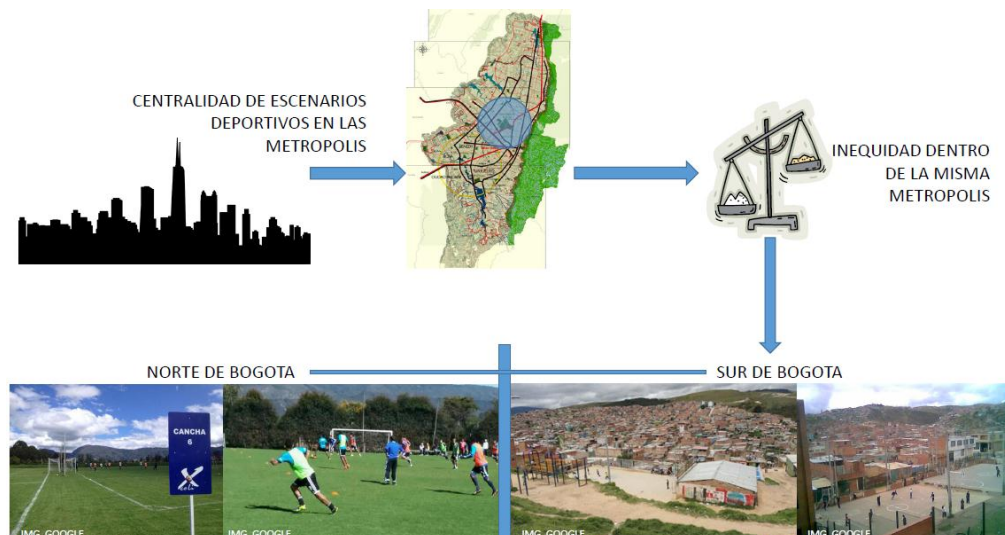 CENTRALIDAD DE ESCENARIOS
DEPORTIVOS EN LAS
METROPOLIS
INEQUIDAD DENTRO
DE LA MISMA
METROPOLIS
NORTE DE BOGOTA
SUR DE BOGOTA
CANCHA
6
IMG. GOOGLE
IMG. GOOGLE
IMG. GOOGLE
IMG. GOOGLE